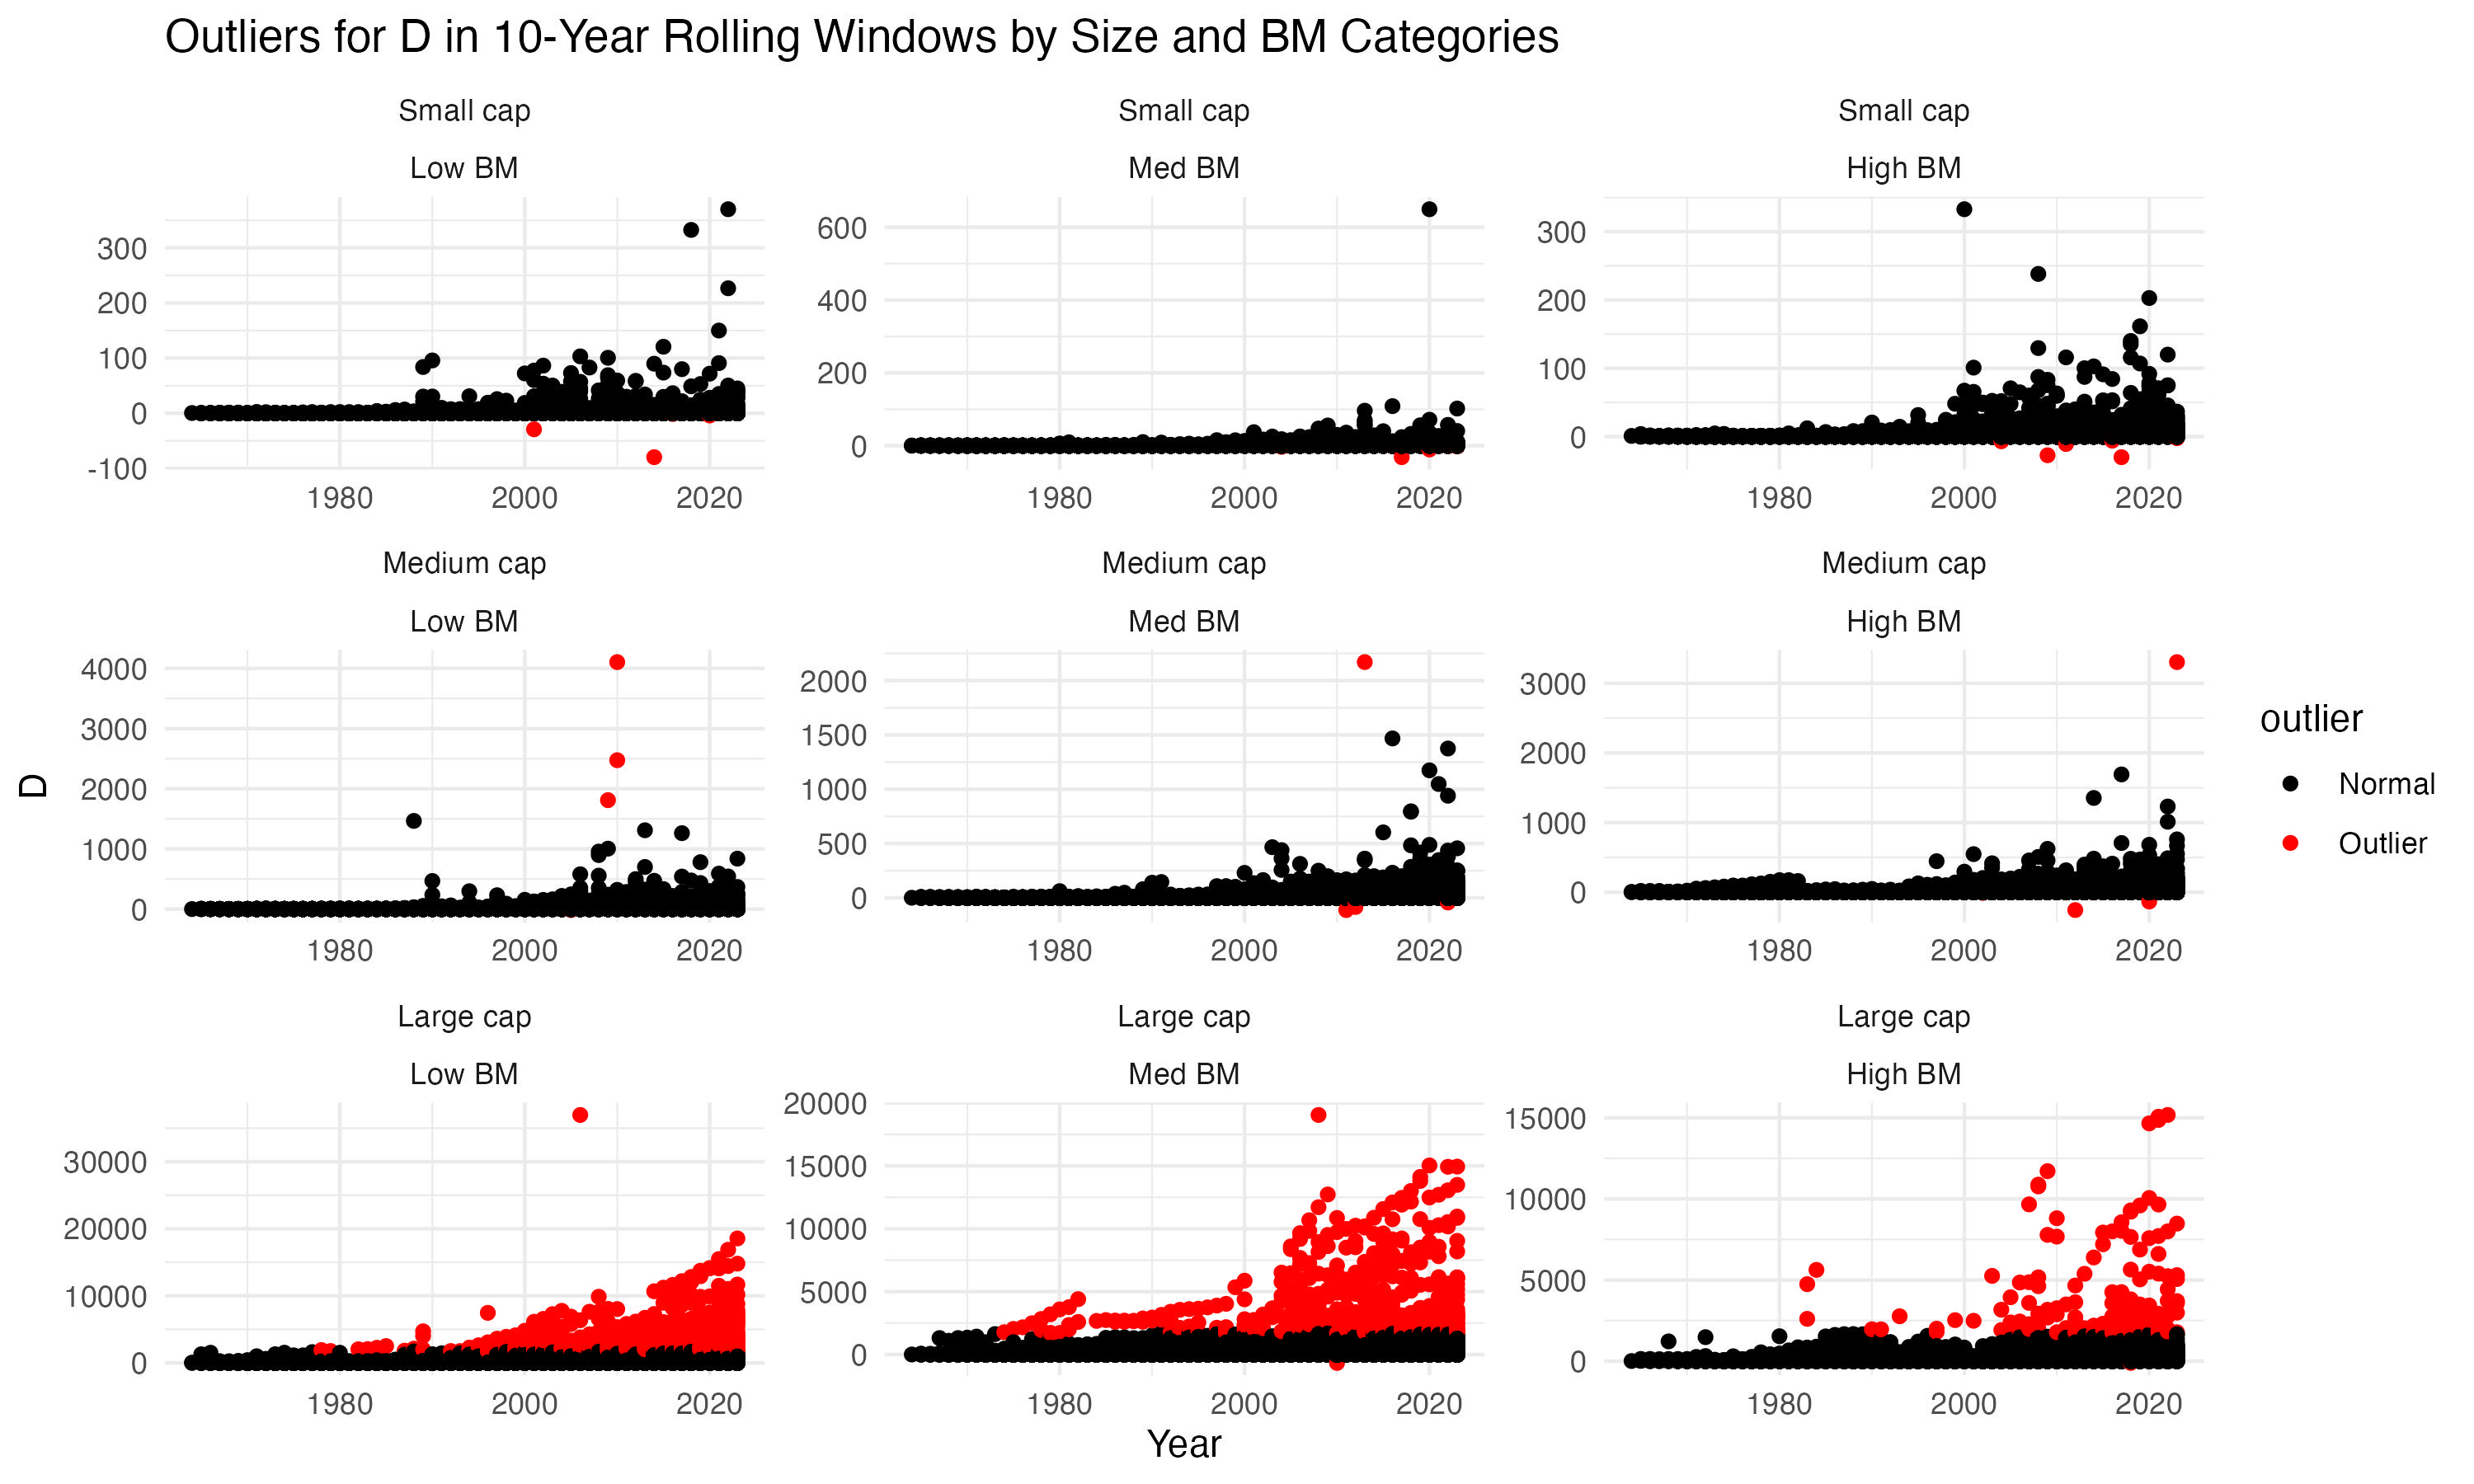 Outliers for D in 10-Year Rolling Windows by Size and BM Categories
Small cap Small cap Small cap
Low BM Med BM High BM
300
200
100
0
-100
1980 2000 2020
600
400
200
0
1980 2000 2020
300
200
100
0
1980 2000 2020
Medium cap Medium cap Medium cap
Low BM Med BM High BM
4000
3000
2000
1000
0
1980 2000 2020
2000
1500
1000
500
0
1980 2000 2020
3000
2000
1000
0
1980 2000 2020
Large cap Large cap Large cap
Low BM Med BM High BM
30000
20000
10000
0
1980 2000 2020
20000
15000
10000
5000
0
1980 2000 2020
15000
10000
5000
0
1980 2000 2020
D
Year
outlier
Normal
Outlier